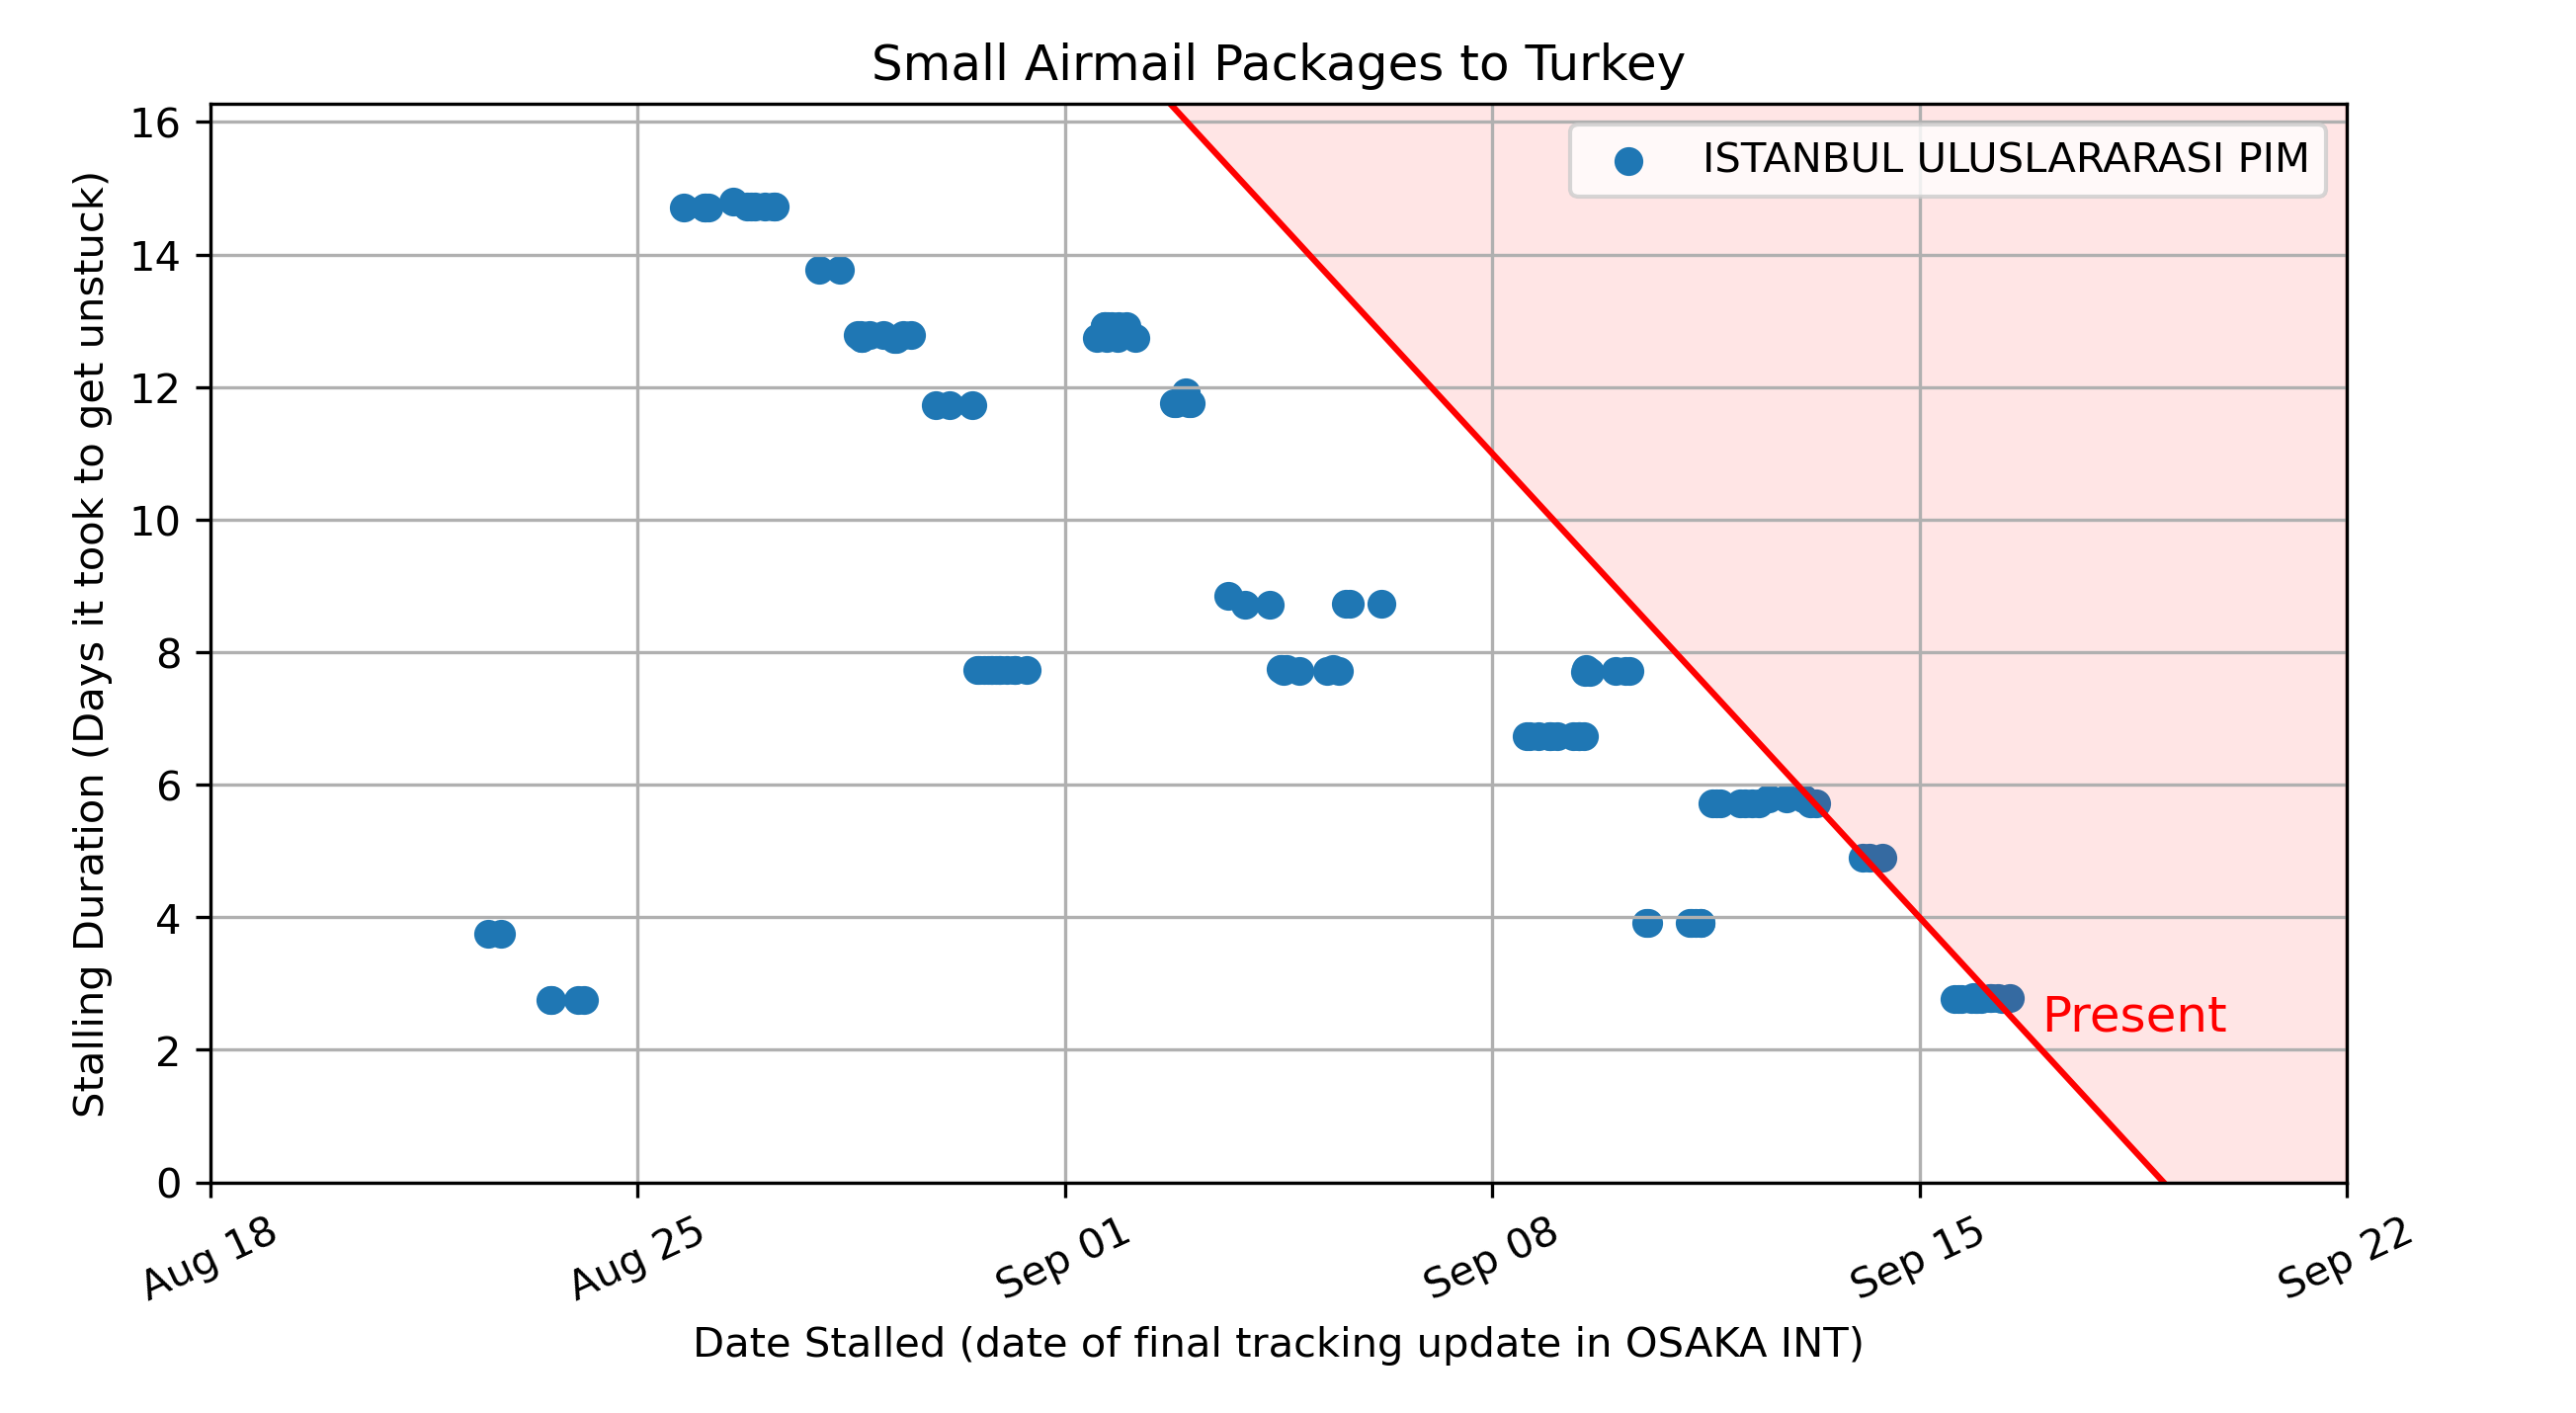 Small Airmail Packages to Turkey
Stalling Duration (Days it took to get unstuck)
16
14
12
10
8
6
4
2
0
ISTANBUL ULUSLARARASI PIM
Present
Aug 18
Aug 25
Sep 01
Sep 08
Sep 15
Sep 22
Date Stalled (date of final tracking update in OSAKA INT)